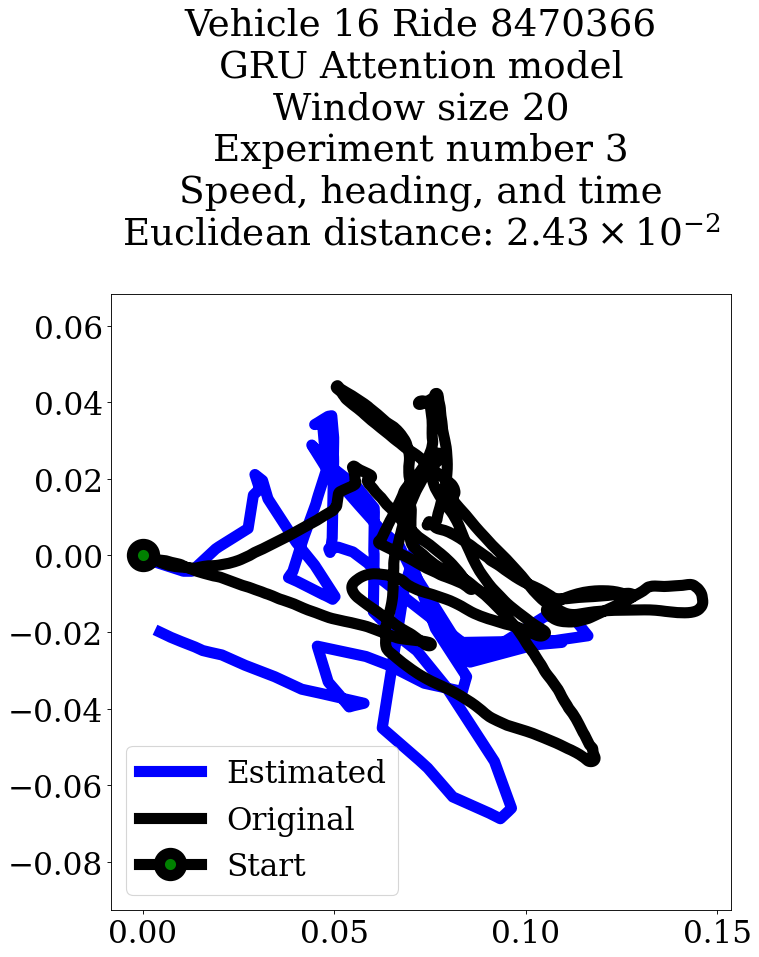 Vehicle 16 Ride 8470366
GRU Attention model
Window size 20
Experiment number 3
Speed, heading, and time
Euclidean distance: 2.43 × 10⁻²
0.06
0.04
0.02
0.00
−0.02
−0.04
−0.06
−0.08
Estimated
Original
Start
0.00 0.05 0.10 0.15